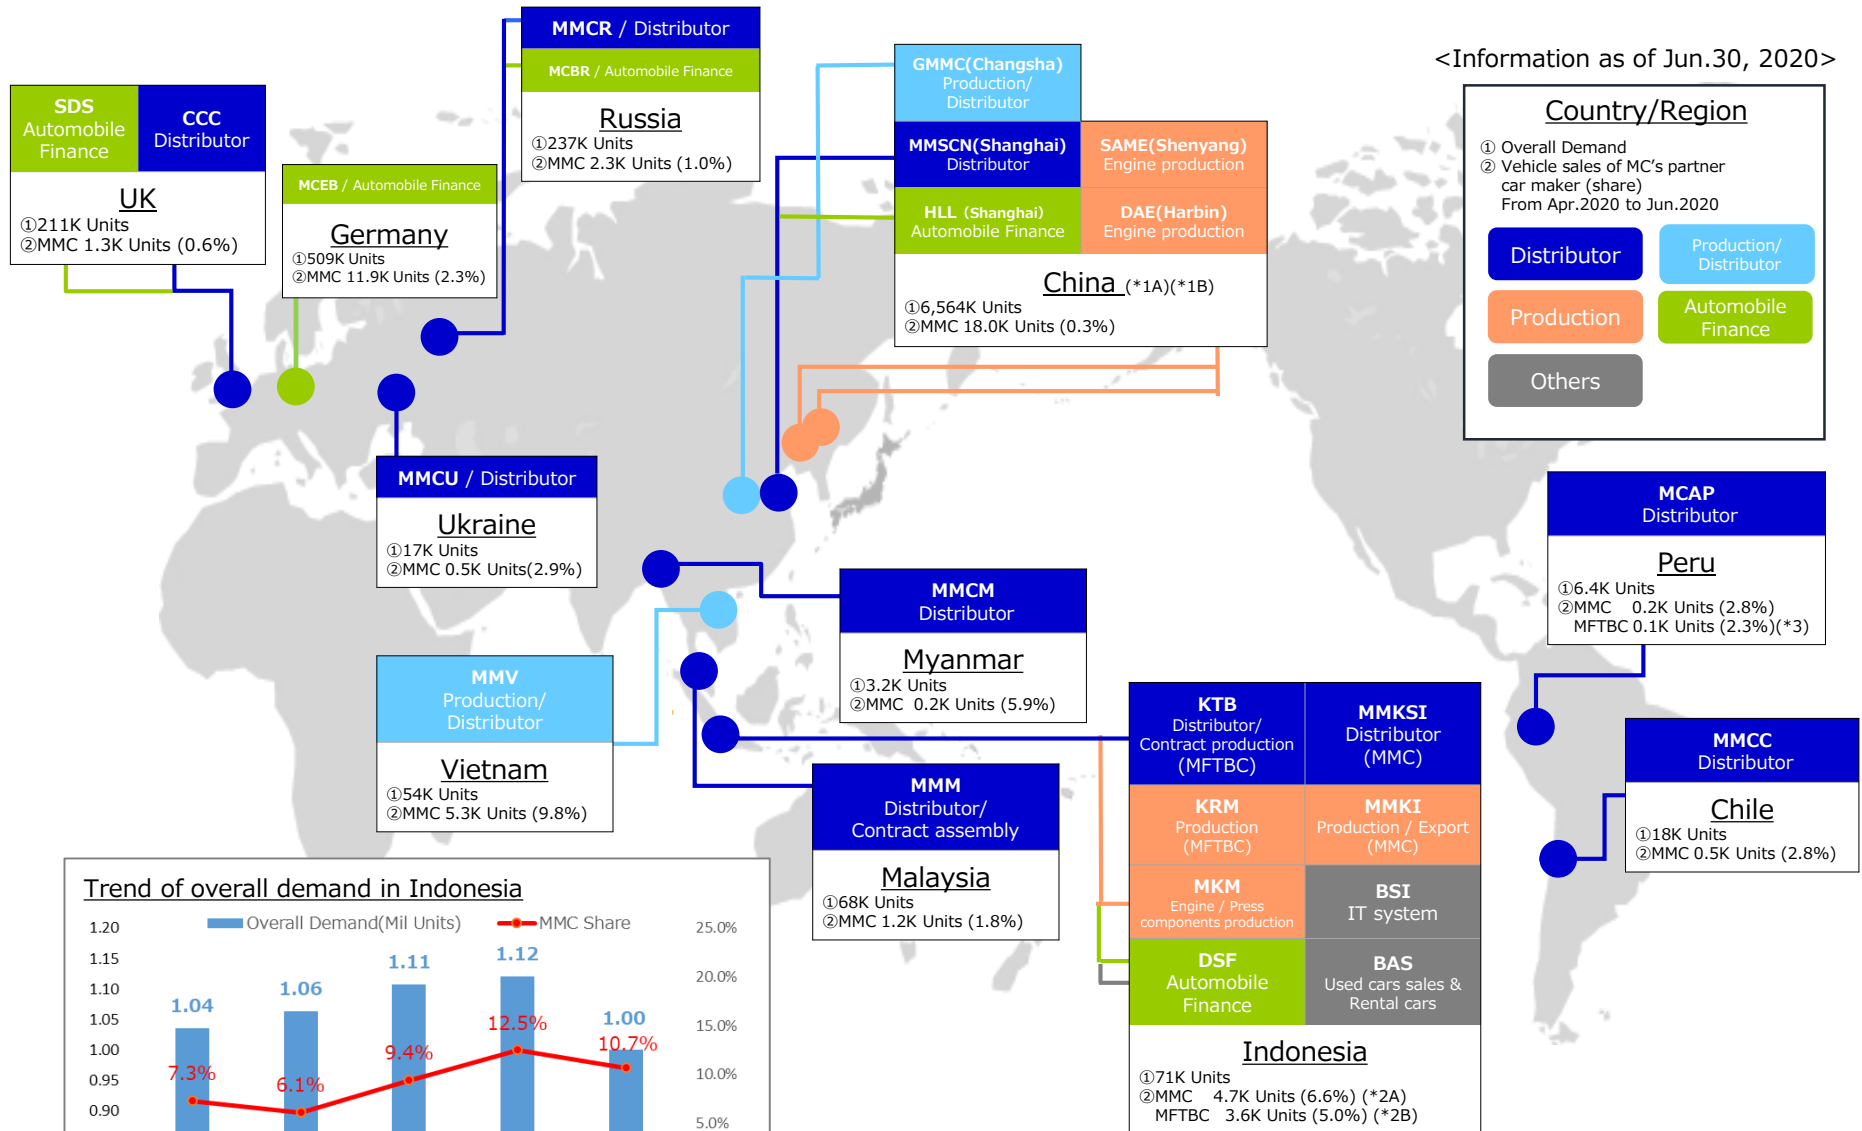 <Information as of Jun.30, 2020>
Country/Region
① Overall Demand
② Vehicle sales of MC's partner
car maker (share)
From Apr.2020 to Jun.2020
Distributor
Production/
Distributor
Production
Automobile
Finance
Others
SDS
Automobile
Finance
CCC
Distributor
UK
①211K Units
②MMC 1.3K Units (0.6%)
MCEB / Automobile Finance
Germany
①509K Units
②MMC 11.9K Units (2.3%)
MMCR / Distributor
MCBR / Automobile Finance
Russia
①237K Units
②MMC 2.3K Units (1.0%)
GMMC(Changsha)
Production/
Distributor
MMSCN(Shanghai)
Distributor
SAME(Shenyang)
Engine production
HLL (Shanghai)
Automobile Finance
DAE(Harbin)
Engine production
China (*1A)(*1B)
①6,564K Units
②MMC 18.0K Units (0.3%)
MMCU / Distributor
Ukraine
①17K Units
②MMC 0.5K Units(2.9%)
MMCM
Distributor
Myanmar
①3.2K Units
②MMC 0.2K Units (5.9%)
MCAP
Distributor
Peru
①6.4K Units
②MMC 0.2K Units (2.8%)
MFTBC 0.1K Units (2.3%)(*3)
MMV
Production/
Distributor
Vietnam
①54K Units
②MMC 5.3K Units (9.8%)
MMM
Distributor/
Contract assembly
Malaysia
①68K Units
②MMC 1.2K Units (1.8%)
KTB
Distributor/
Contract production
(MFTBC)
MMKSI
Distributor
(MMC)
KRM
Production
(MFTBC)
MMKI
Production / Export
(MMC)
MKM
Engine / Press
components production
BSI
IT system
DSF
Automobile
Finance
BAS
Used cars sales &
Rental cars
Indonesia
①71K Units
②MMC 4.7K Units (6.6%) (*2A)
MFTBC 3.6K Units (5.0%) (*2B)
MMCC
Distributor
Chile
①18K Units
②MMC 0.5K Units (2.8%)
Trend of overall demand in Indonesia
Overall Demand(Mil Units) MMC Share
1.20
1.15
1.10
1.05
1.00
0.95
0.90
1.04
1.06
1.11
1.12
1.00
7.3%
6.1%
9.4%
12.5%
10.7%
25.0%
20.0%
15.0%
10.0%
5.0%